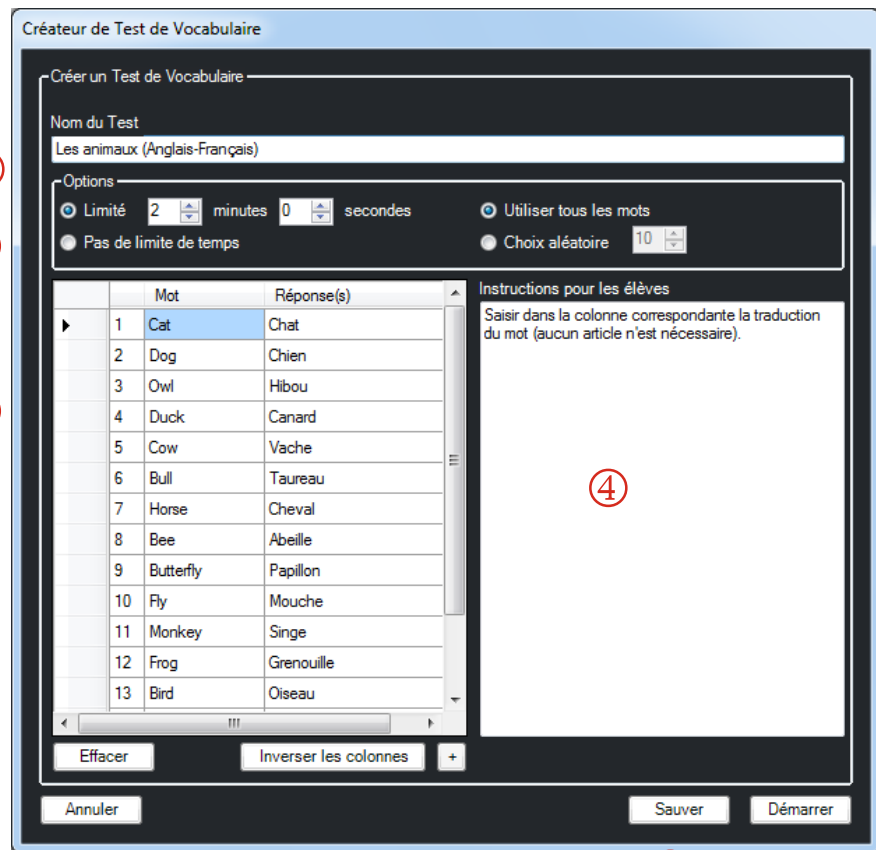 Créateur de Test de Vocabulaire
Créer un Test de Vocabulaire
Nom du Test
Les animaux (Anglais-Français)
Options
Limité 2 minutes 0 secondes
Utiliser tous les mots
Pas de limite de temps
Choix aléatoire 10
Mot Réponse(s)
1 Cat Chat
2 Dog Chien
3 Owl Hibou
4 Duck Canard
5 Cow Vache
6 Bull Taureau
7 Horse Cheval
8 Bee Abeille
9 Butterfly Papillon
10 Fly Mouche
11 Monkey Singe
12 Frog Grenouille
13 Bird Oiseau
Instructions pour les élèves
Saisir dans la colonne correspondante la traduction
du mot (aucun article n'est nécessaire).
④
Effacer Inverser les colonnes +
Annuler Sauver Démarrer